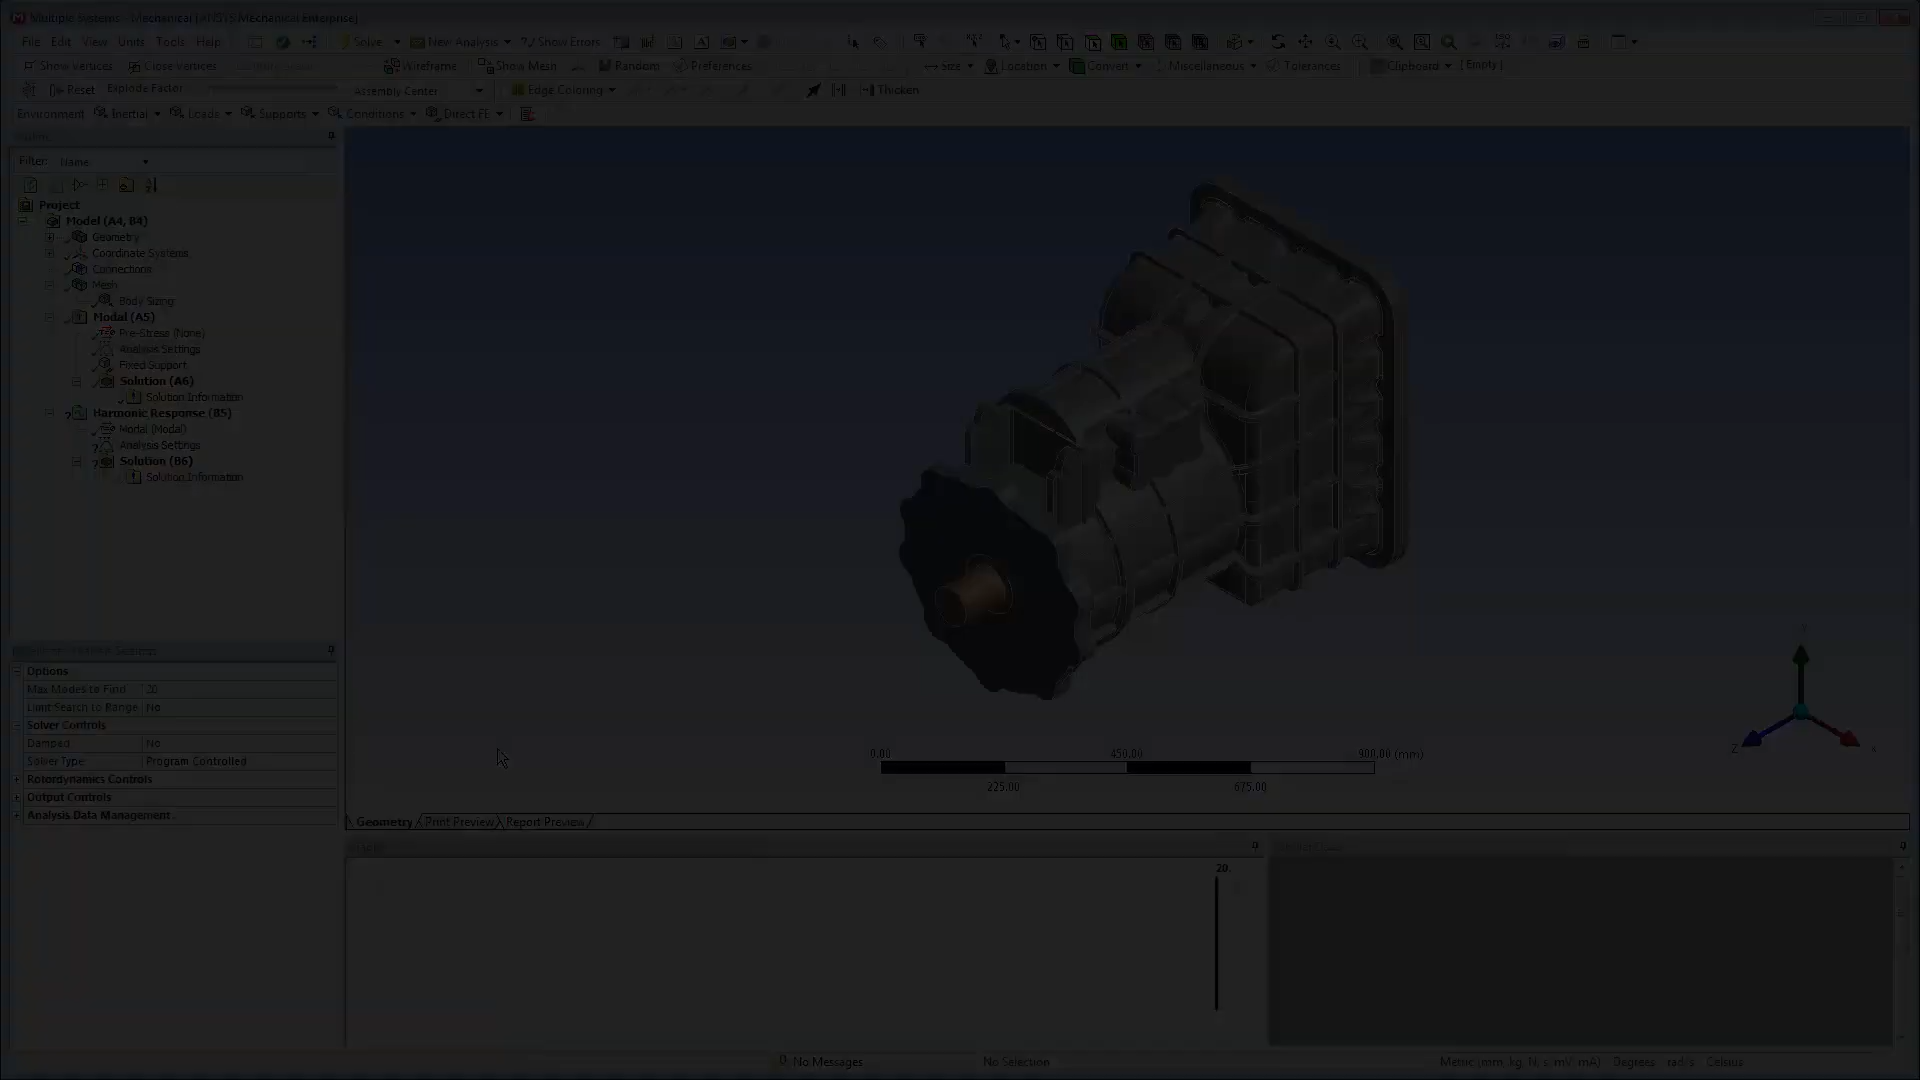 Multiple Systems - Mechanical [ANSYS Mechanical Enterprise]
File Edit View Units Tools Help Solve New Analysis Show Errors
Show Vertices Close Vertices Wireframe Show Mesh Random Preferences Size Location Convert Miscellaneous Tolerances Clipboard [Empty]
Reset Explode Factor Assembly Center Edge Coloring Thicken
Environment Inertial Loads Supports Conditions Direct FE
Filter: Name
Project
Model (A4, B4)
Geometry
Coordinate Systems
Connections
Mesh
Body Sizing
Modal (A5)
Pre-Stress (None)
Analysis Settings
Fixed Support
Solution (A6)
Solution Information
Harmonic Response (B5)
Modal (Modal)
Analysis Settings
Solution (B6)
Solution Information
Options
Max Modes to Find 20
Limit Search to Range No
Solver Controls
Damped No
Solver Type Program Controlled
Rotordynamics Controls
Output Controls
Analysis Data Management
Z
0.00 450.00 900.00 (mm)
225.00 675.00
Geometry Print Preview Report Preview
20.
No Messages No Selection Metric (mm, kg, N, s, mV, mA) Degrees rad/s Celsius